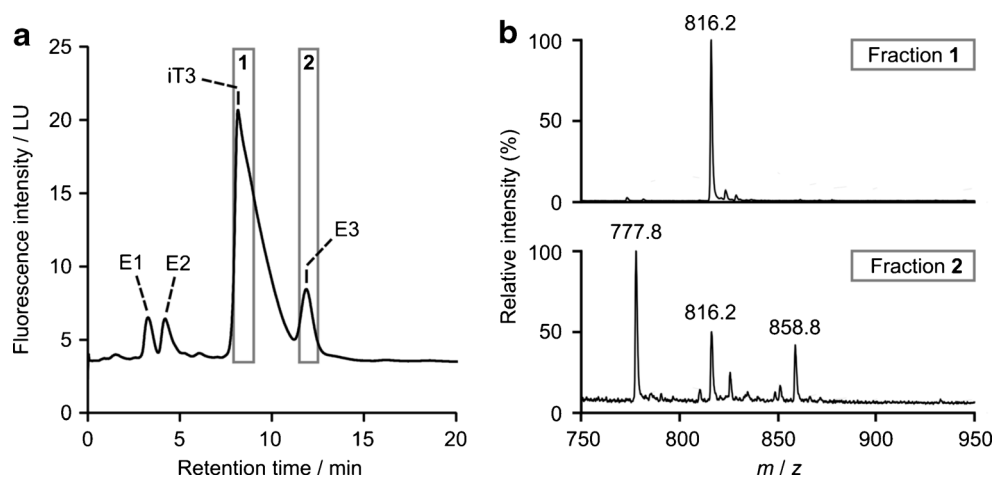 a
25
20
15
10
5
0
Fluorescence intensity / LU
iT3
1
2
E1
E2
E3
0 5 10 15 20
Retention time / min
b
816.2
Fraction 1
100
50
0
Relative intensity (%)
777.8
Fraction 2
100
50
0
816.2
858.8
750 800 850 900 950
m / z